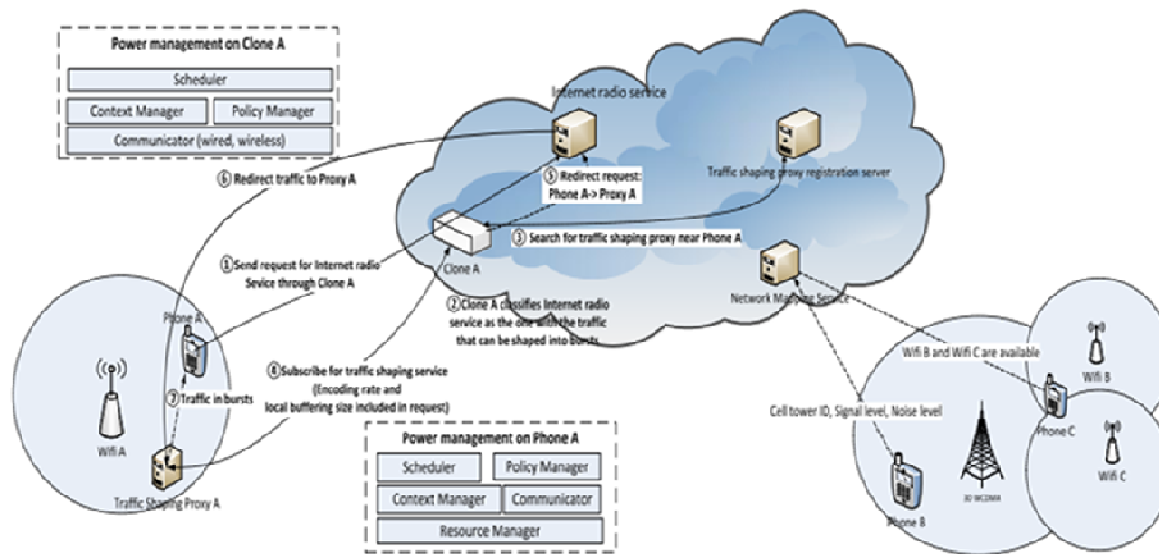 Power management on Clone A
Scheduler
Context Manager
Policy Manager
Communicator (wired, wireless)
Internet radio service
Traffic shaping proxy registration server
⑥ Redirect traffic to Proxy A
⑤ Redirect request:
Phone A-> Proxy A
③ Search for traffic shaping proxy near Phone A
Clone A
① Send request for Internet radio
Sevice through Clone A
Phone A
② Clone A classifies Internet radio
service as the one with the traffic
that can be shaped into bursts
Network Mapping Service
Wifi B and Wifi C are available
Wifi B
④ Subscribe for traffic shaping service
(Encoding rate and
local buffering size included in request)
⑦ Traffic in bursts
Wifi A
Cell tower ID, Signal level, Noise level
Phone C
Wifi C
Traffic Shaping Proxy A
Power management on Phone A
Scheduler
Policy Manager
Context Manager
Communicator
Resource Manager
Phone B
WCDMA